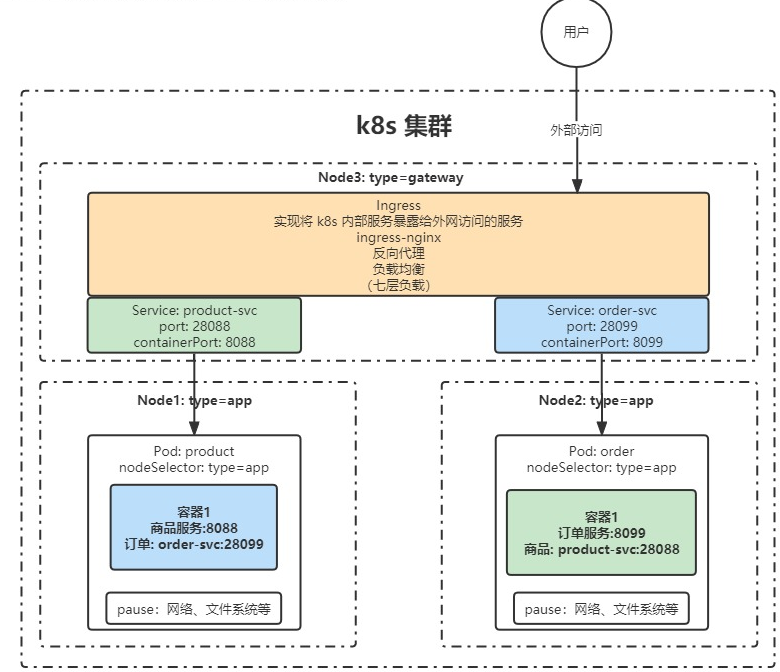 用户
外部访问
k8s 集群
Node3: type=gateway
Ingress
实现将 k8s 内部服务暴露给外网访问的服务
ingress-nginx
反向代理
负载均衡
（七层负载）
Service: product-svc
port: 28088
containerPort: 8088
Service: order-svc
port: 28099
containerPort: 8099
Node1: type=app
Pod: product
nodeSelector: type=app
容器1
商品服务:8088
订单: order-svc:28099
pause：网络、文件系统等
Node2: type=app
Pod: order
nodeSelector: type=app
容器1
订单服务:8099
商品: product-svc:28088
pause：网络、文件系统等